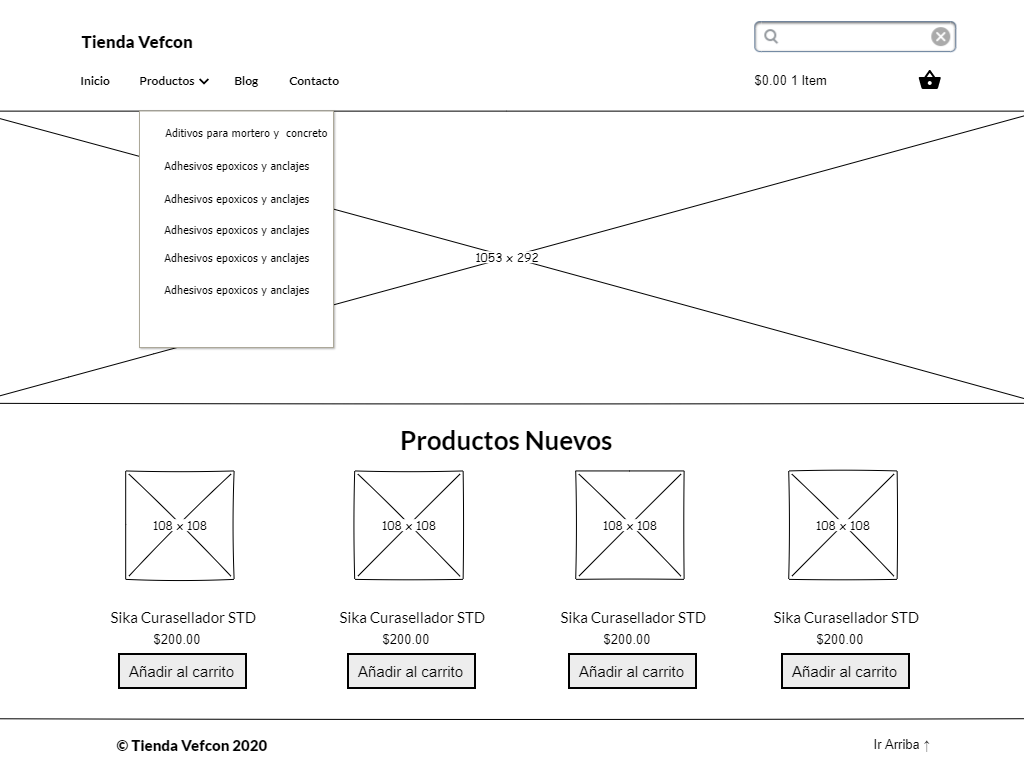 Tienda Vefcon
Inicio Productos Blog Contacto
$0.00 1 Item
Aditivos para mortero y concreto
Adhesivos epoxicos y anclajes
Adhesivos epoxicos y anclajes
Adhesivos epoxicos y anclajes
Adhesivos epoxicos y anclajes
Adhesivos epoxicos y anclajes
1053 x 292
Productos Nuevos
108 x 108 108 x 108 108 x 108 108 x 108
Sika Curasellador STD Sika Curasellador STD Sika Curasellador STD Sika Curasellador STD
$200.00 $200.00 $200.00 $200.00
Añadir al carrito Añadir al carrito Añadir al carrito Añadir al carrito
© Tienda Vefcon 2020 Ir Arriba ↑